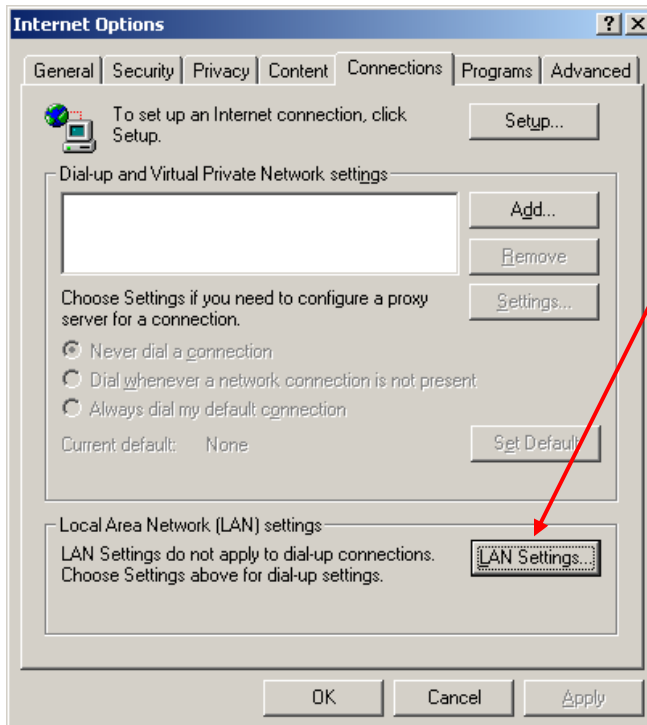 Internet Options
General Security Privacy Content Connections Programs Advanced
To set up an Internet connection, click
Setup.
Setup...
Dial-up and Virtual Private Network settings
Add...
Remove
Choose Settings if you need to configure a proxy
server for a connection.
Settings...
Never dial a connection
Dial whenever a network connection is not present
Always dial my default connection
Current default: None
Set Default
Local Area Network (LAN) settings
LAN Settings do not apply to dial-up connections.
Choose Settings above for dial-up settings.
LAN Settings...
OK Cancel Apply